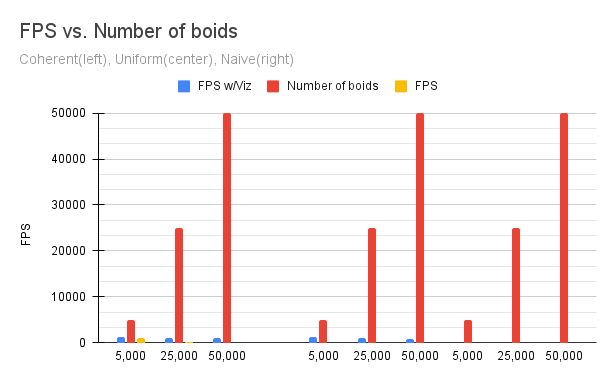 FPS vs. Number of boids
Coherent(left), Uniform(center), Naive(right)
FPS w/Viz Number of boids FPS
50000
40000
30000
20000
10000
0
FPS
5,000 25,000 50,000 5,000 25,000 50,000 5,000 25,000 50,000